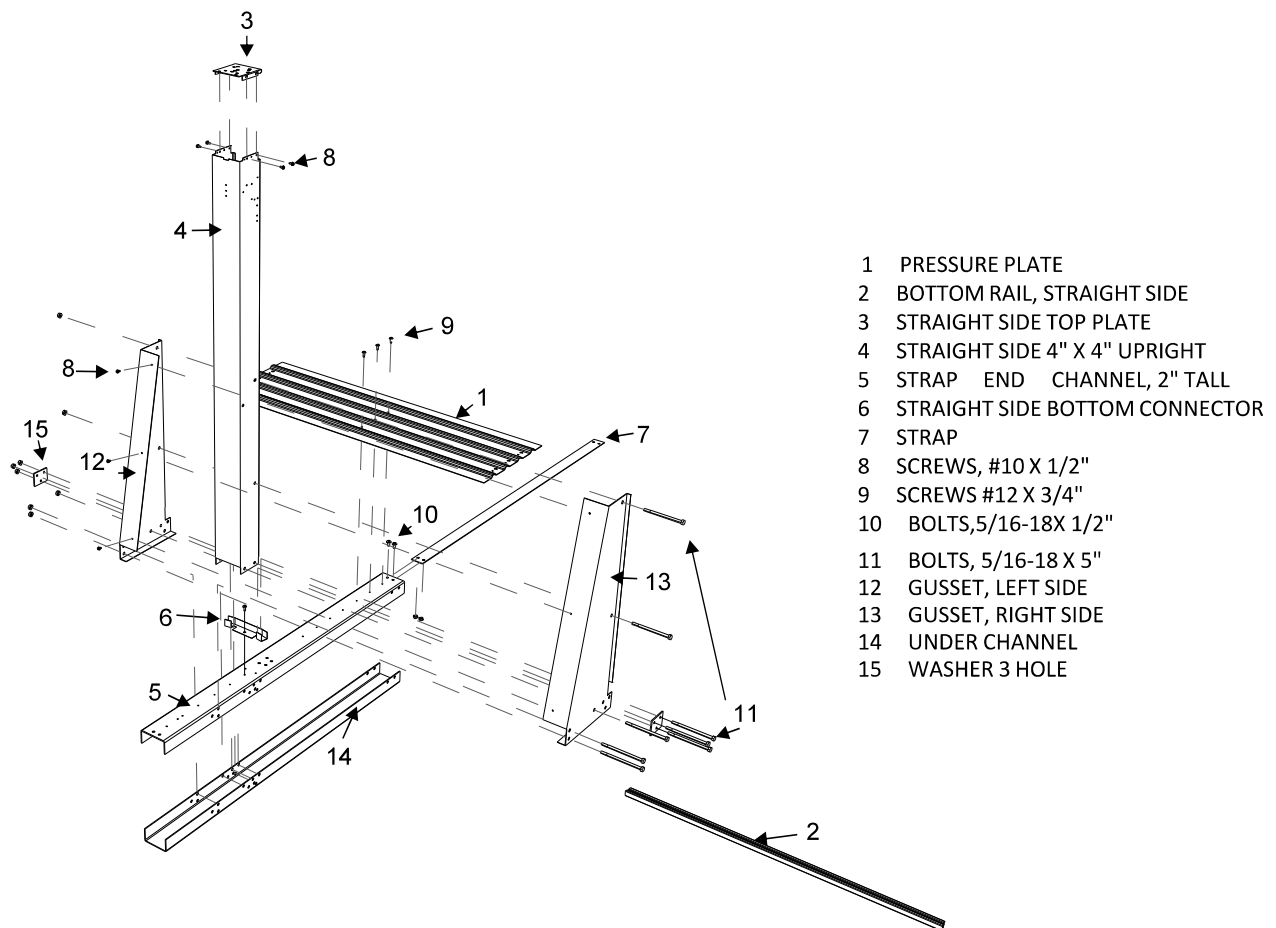 3
8
4
9
8
1
7
15
12
10
13
6
5
11
14
2
1 PRESSURE PLATE
2 BOTTOM RAIL, STRAIGHT SIDE
3 STRAIGHT SIDE TOP PLATE
4 STRAIGHT SIDE 4" X 4" UPRIGHT
5 STRAP END CHANNEL, 2" TALL
6 STRAIGHT SIDE BOTTOM CONNECTOR
7 STRAP
8 SCREWS, #10 X 1/2"
9 SCREWS #12 X 3/4"
10 BOLTS,5/16-18X 1/2"
11 BOLTS, 5/16-18 X 5"
12 GUSSET, LEFT SIDE
13 GUSSET, RIGHT SIDE
14 UNDER CHANNEL
15 WASHER 3 HOLE